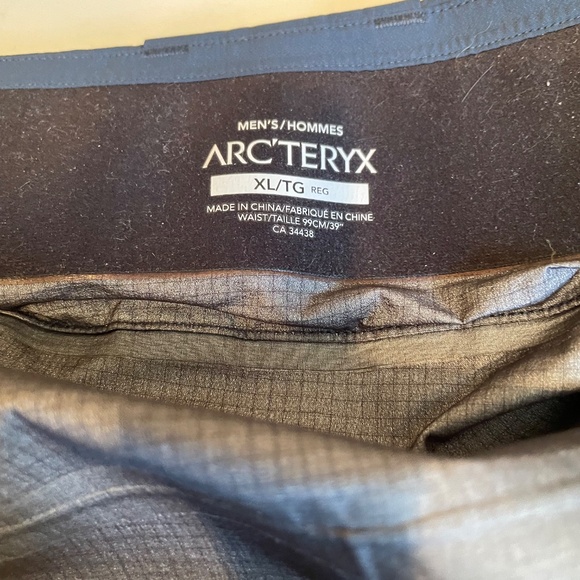 MEN'S/HOMMES
ARC'TERYX
XL/TG REG
MADE IN CHINA/FABRIQUÉ EN CHINE
WAIST/TAILLE 99CM/39"
CA 34438